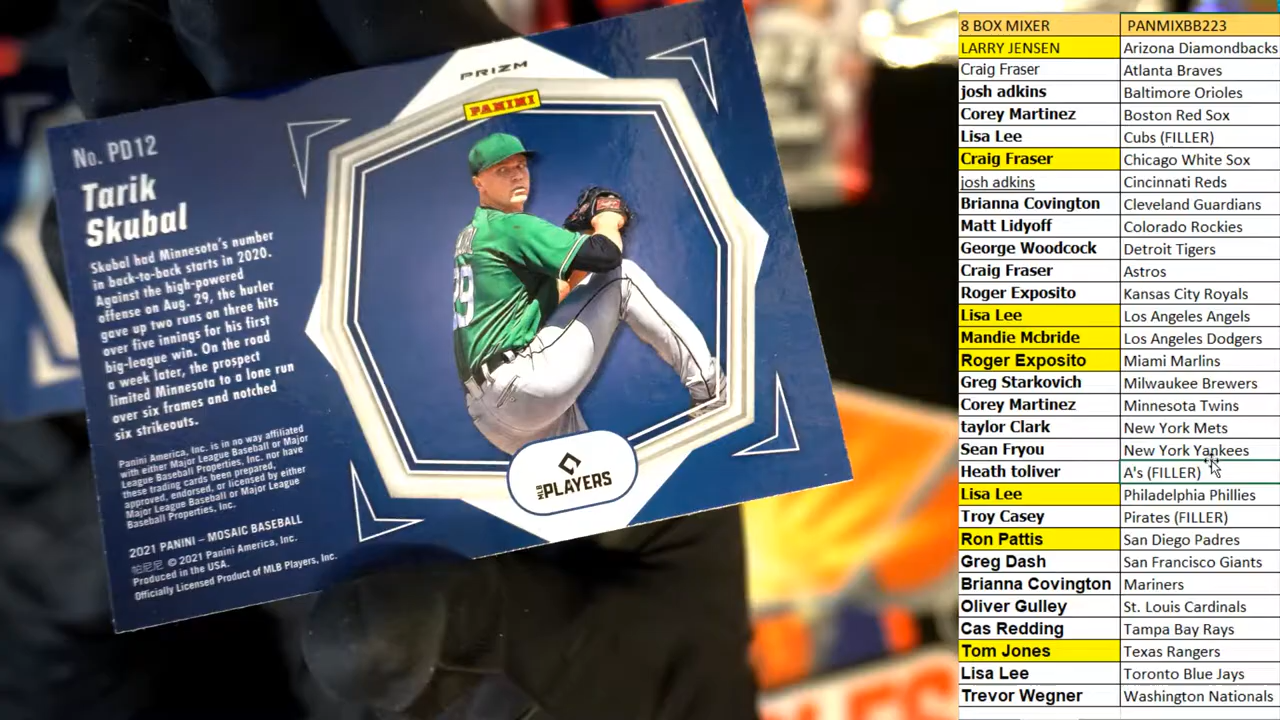 PRIZM
PANINI
No. PD12
Tarik
Skubal
Skubal had Minnesota's number
in back-to-back starts in 2020.
Against the high-powered
offense on Aug. 29, the hurler
gave up two runs on three hits
over five innings for his first
big-league win. On the road
a week later, the prospect
limited Minnesota to a lone run
over six frames and notched
six strikeouts.
Panini America, Inc. is in no way affiliated
with either Major League Baseball or Major
League Baseball Properties, Inc. nor have
these trading cards been prepared,
approved, endorsed, or licensed by either
Major League Baseball or Major League
Baseball Properties, Inc.
2021 PANINI – MOSAIC BASEBALL
帕尼尼 © 2021 Panini America, Inc.
Produced in the USA.
Officially Licensed Product of MLB Players, Inc.
29
MLB PLAYERS
8 BOX MIXER PANMIXBB223
LARRY JENSEN Arizona Diamondbacks
Craig Fraser Atlanta Braves
josh adkins Baltimore Orioles
Corey Martinez Boston Red Sox
Lisa Lee Cubs (FILLER)
Craig Fraser Chicago White Sox
josh adkins Cincinnati Reds
Brianna Covington Cleveland Guardians
Matt Lidyoff Colorado Rockies
George Woodcock Detroit Tigers
Craig Fraser Astros
Roger Exposito Kansas City Royals
Lisa Lee Los Angeles Angels
Mandie Mcbride Los Angeles Dodgers
Roger Exposito Miami Marlins
Greg Starkovich Milwaukee Brewers
Corey Martinez Minnesota Twins
taylor Clark New York Mets
Sean Fryou New York Yankees
Heath toliver A's (FILLER)
Lisa Lee Philadelphia Phillies
Troy Casey Pirates (FILLER)
Ron Pattis San Diego Padres
Greg Dash San Francisco Giants
Brianna Covington Mariners
Oliver Gulley St. Louis Cardinals
Cas Redding Tampa Bay Rays
Tom Jones Texas Rangers
Lisa Lee Toronto Blue Jays
Trevor Wegner Washington Nationals